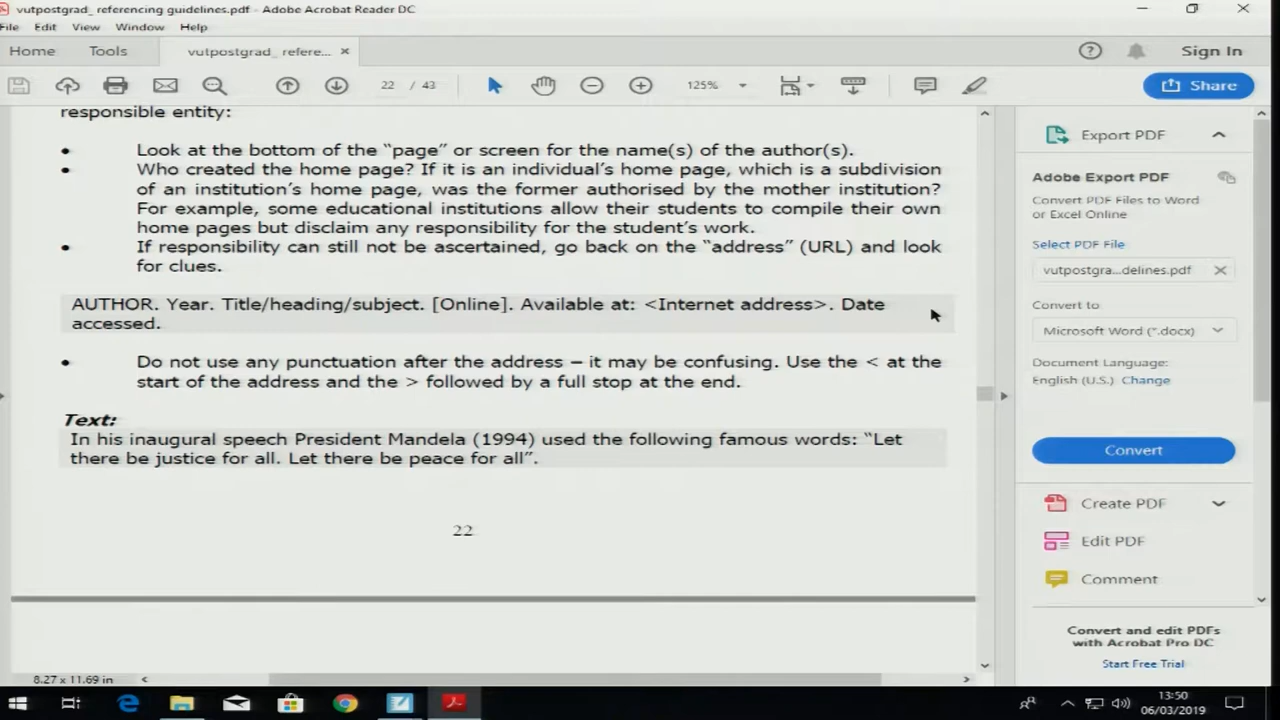 vutpostgrad_ referencing guidelines.pdf - Adobe Acrobat Reader DC
File Edit View Window Help
Home Tools vutpostgrad_ refere... × Sign In
22 / 43 125% Share
responsible entity:
• Look at the bottom of the “page” or screen for the name(s) of the author(s).
• Who created the home page? If it is an individual’s home page, which is a subdivision
of an institution’s home page, was the former authorised by the mother institution?
For example, some educational institutions allow their students to compile their own
home pages but disclaim any responsibility for the student’s work.
• If responsibility can still not be ascertained, go back on the “address” (URL) and look
for clues.
AUTHOR. Year. Title/heading/subject. [Online]. Available at: <Internet address>. Date
accessed.
• Do not use any punctuation after the address – it may be confusing. Use the < at the
start of the address and the > followed by a full stop at the end.
Text:
In his inaugural speech President Mandela (1994) used the following famous words: “Let
there be justice for all. Let there be peace for all”.
22
8.27 x 11.69 in
Export PDF
Adobe Export PDF
Convert PDF Files to Word
or Excel Online
Select PDF File
vutpostgra...delines.pdf ×
Convert to
Microsoft Word (*.docx)
Document Language:
English (U.S.) Change
Convert
Create PDF
Edit PDF
Comment
Convert and edit PDFs
with Acrobat Pro DC
Start Free Trial
13:50
06/03/2019